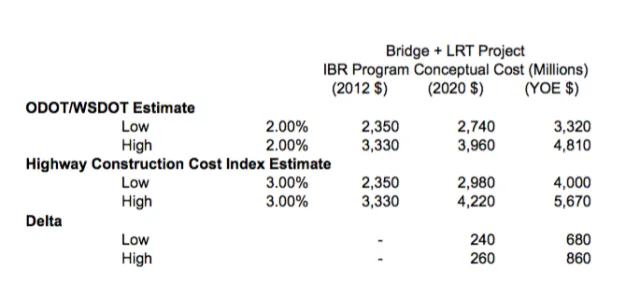 Bridge + LRT Project
IBR Program Conceptual Cost (Millions)
(2012 $) (2020 $) (YOE $)
ODOT/WSDOT Estimate
Low 2.00% 2,350 2,740 3,320
High 2.00% 3,330 3,960 4,810
Highway Construction Cost Index Estimate
Low 3.00% 2,350 2,980 4,000
High 3.00% 3,330 4,220 5,670
Delta
Low - 240 680
High - 260 860